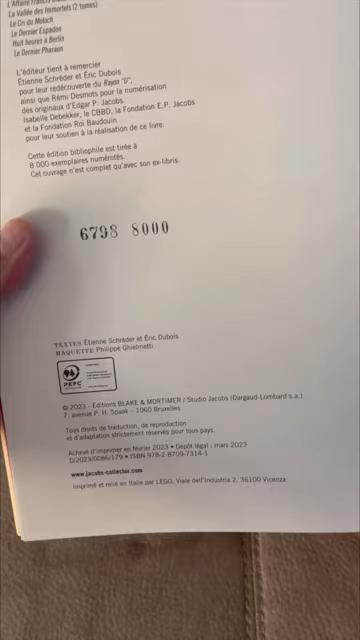 L'Affaire Francis
La Vallée des Immortels (2 tomes)
Le Cri du Moloch
Le Dernier Espadon
Huit heures à Berlin
Le Dernier Pharaon
L'éditeur tient à remercier
Étienne Schréder et Éric Dubois
pour leur redécouverte du Rayon "U",
ainsi que Rémi Desmots pour la numérisation
des originaux d'Edgar P. Jacobs.
Isabelle Debekker, le CBBD, la Fondation E.P. Jacobs
et la Fondation Roi Baudouin
pour leur soutien à la réalisation de ce livre.
Cette édition bibliophile est tirée à
8 000 exemplaires numérotés.
Cet ouvrage n'est complet qu'avec son ex-libris.
6798 8000
TEXTES Étienne Schréder et Éric Dubois
MAQUETTE Philippe Ghielmetti
PEFC
© 2023 - Editions BLAKE & MORTIMER / Studio Jacobs (Dargaud-Lombard s.a.)
7, avenue P. H. Spaak - 1060 Bruxelles
Tous droits de traduction, de reproduction
et d'adaptation strictement réservés pour tous pays.
Achevé d'imprimer en février 2023 • Dépôt légal : mars 2023
D/2023/0086/179 • ISBN 978-2-8709-7314-1
www.jacobs-collector.com
Imprimé et relié en Italie par LEGO, Viale dell'Industria 2, 36100 Vicenza